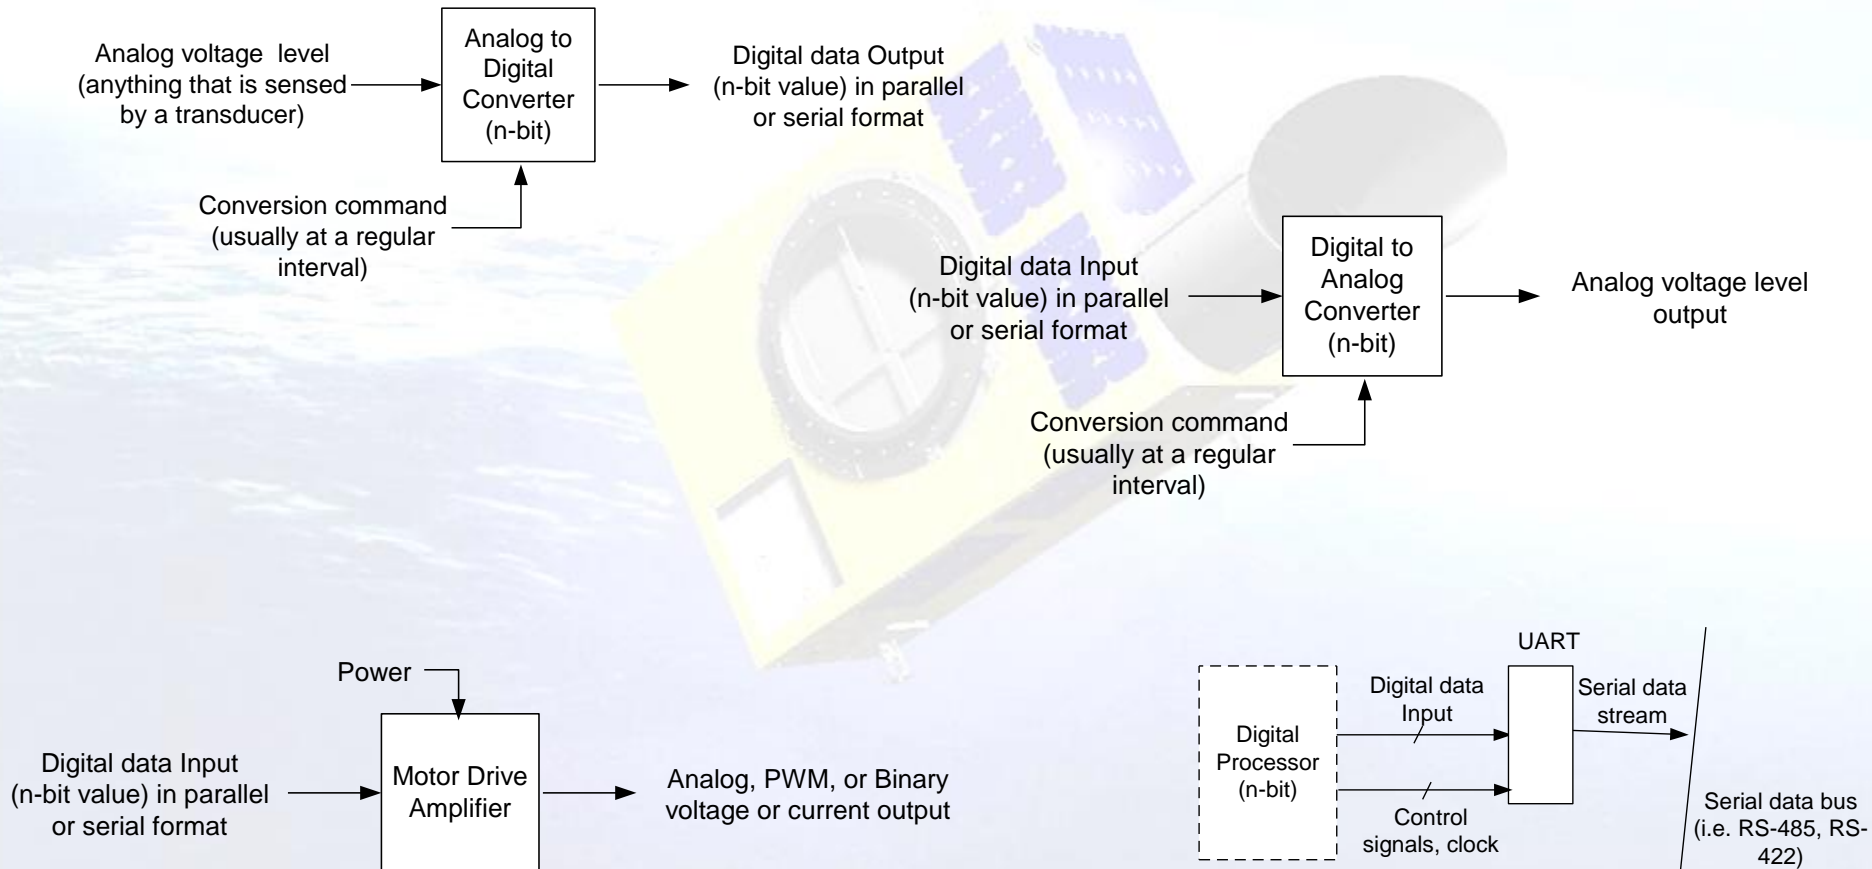 Analog voltage level
(anything that is sensed
by a transducer)
Analog to
Digital
Converter
(n-bit)
Digital data Output
(n-bit value) in parallel
or serial format
Conversion command
(usually at a regular
interval)
Digital data Input
(n-bit value) in parallel
or serial format
Digital to
Analog
Converter
(n-bit)
Analog voltage level
output
Conversion command
(usually at a regular
interval)
Power
Digital data Input
(n-bit value) in parallel
or serial format
Motor Drive
Amplifier
Analog, PWM, or Binary
voltage or current output
UART
Digital
Processor
(n-bit)
Digital data
Input
Control
signals, clock
Serial data
stream
Serial data bus
(i.e. RS-485, RS-
422)